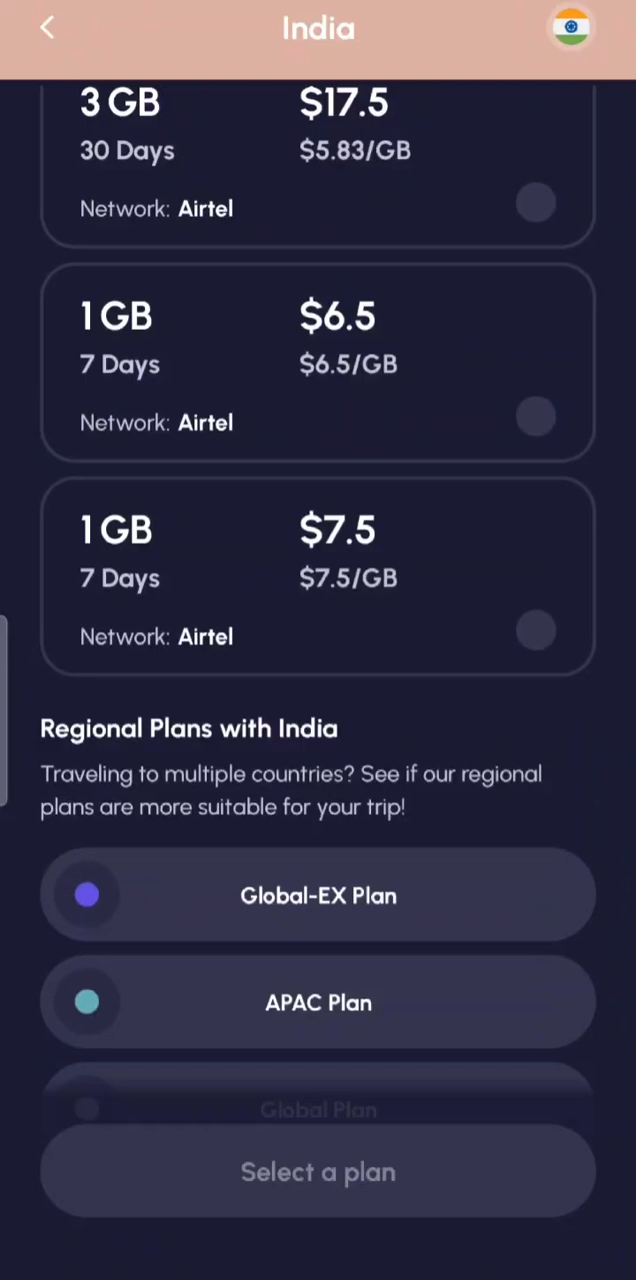 India
3 GB $17.5
30 Days $5.83/GB
Network: Airtel
1 GB $6.5
7 Days $6.5/GB
Network: Airtel
1 GB $7.5
7 Days $7.5/GB
Network: Airtel
Regional Plans with India
Traveling to multiple countries? See if our regional
plans are more suitable for your trip!
Global-EX Plan
APAC Plan
Global Plan
Select a plan